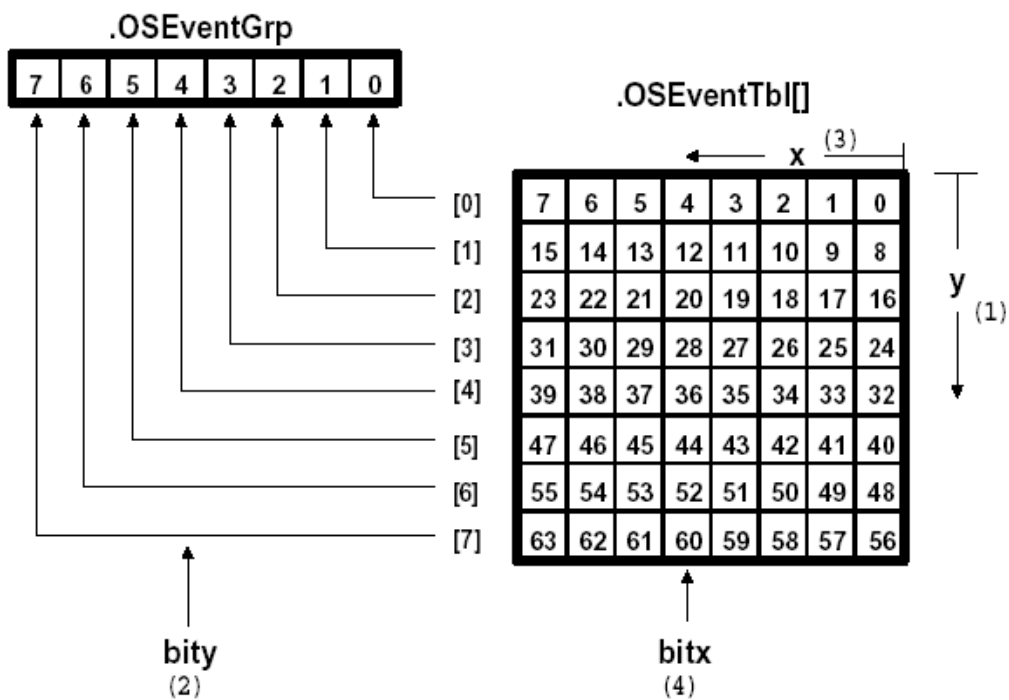 .OSEventGrp
7 6 5 4 3 2 1 0
.OSEventTbl[]
x (3)
[0] 7 6 5 4 3 2 1 0
[1] 15 14 13 12 11 10 9 8
[2] 23 22 21 20 19 18 17 16
y
(1)
[3] 31 30 29 28 27 26 25 24
[4] 39 38 37 36 35 34 33 32
[5] 47 46 45 44 43 42 41 40
[6] 55 54 53 52 51 50 49 48
[7] 63 62 61 60 59 58 57 56
bity
(2)
bitx
(4)